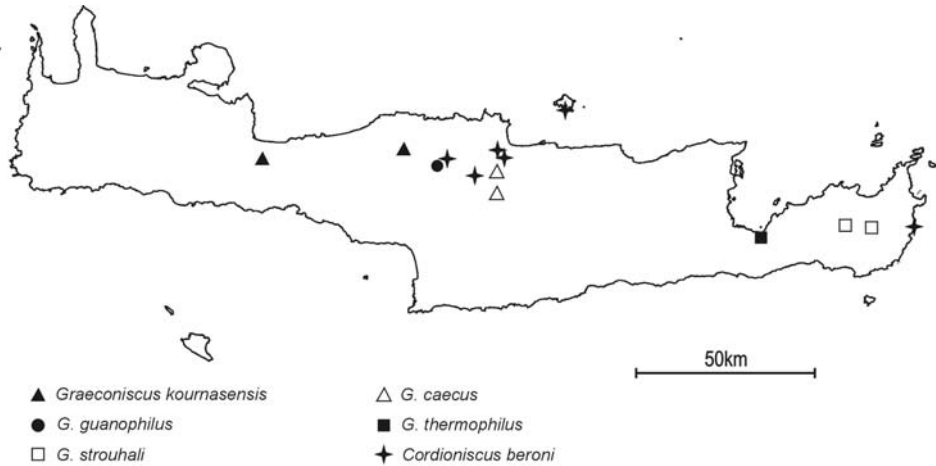 50km
Graeconiscus kournasensis
G. caecus
G. guanophilus
G. thermophilus
G. strouhali
Cordioniscus beroni